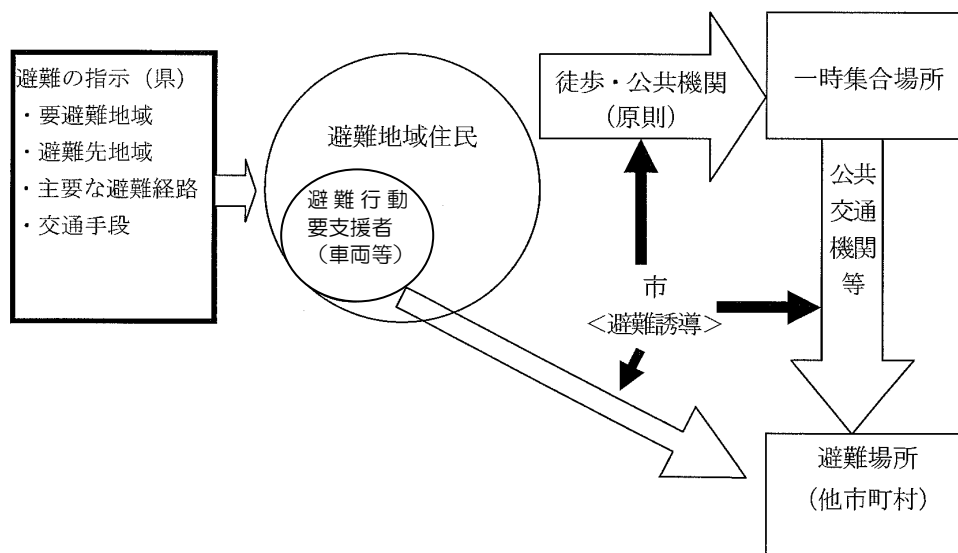 避難の指示（県）
・要避難地域
・避難先地域
・主要な避難経路
・交通手段
避難地域住民
避難行動
要支援者
（車両等）
徒歩・公共機関
（原則）
一時集合場所
公共
交通
機関
等
市
＜避難誘導＞
避難場所
（他市町村）